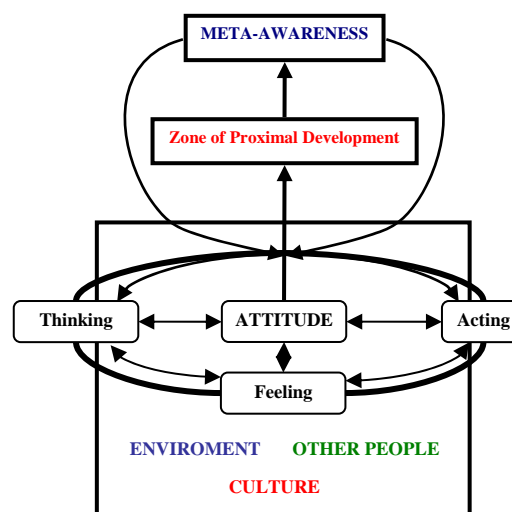 META-AWARENESS
Zone of Proximal Development
Thinking
ATTITUDE
Acting
Feeling
ENVIROMENT OTHER PEOPLE
CULTURE